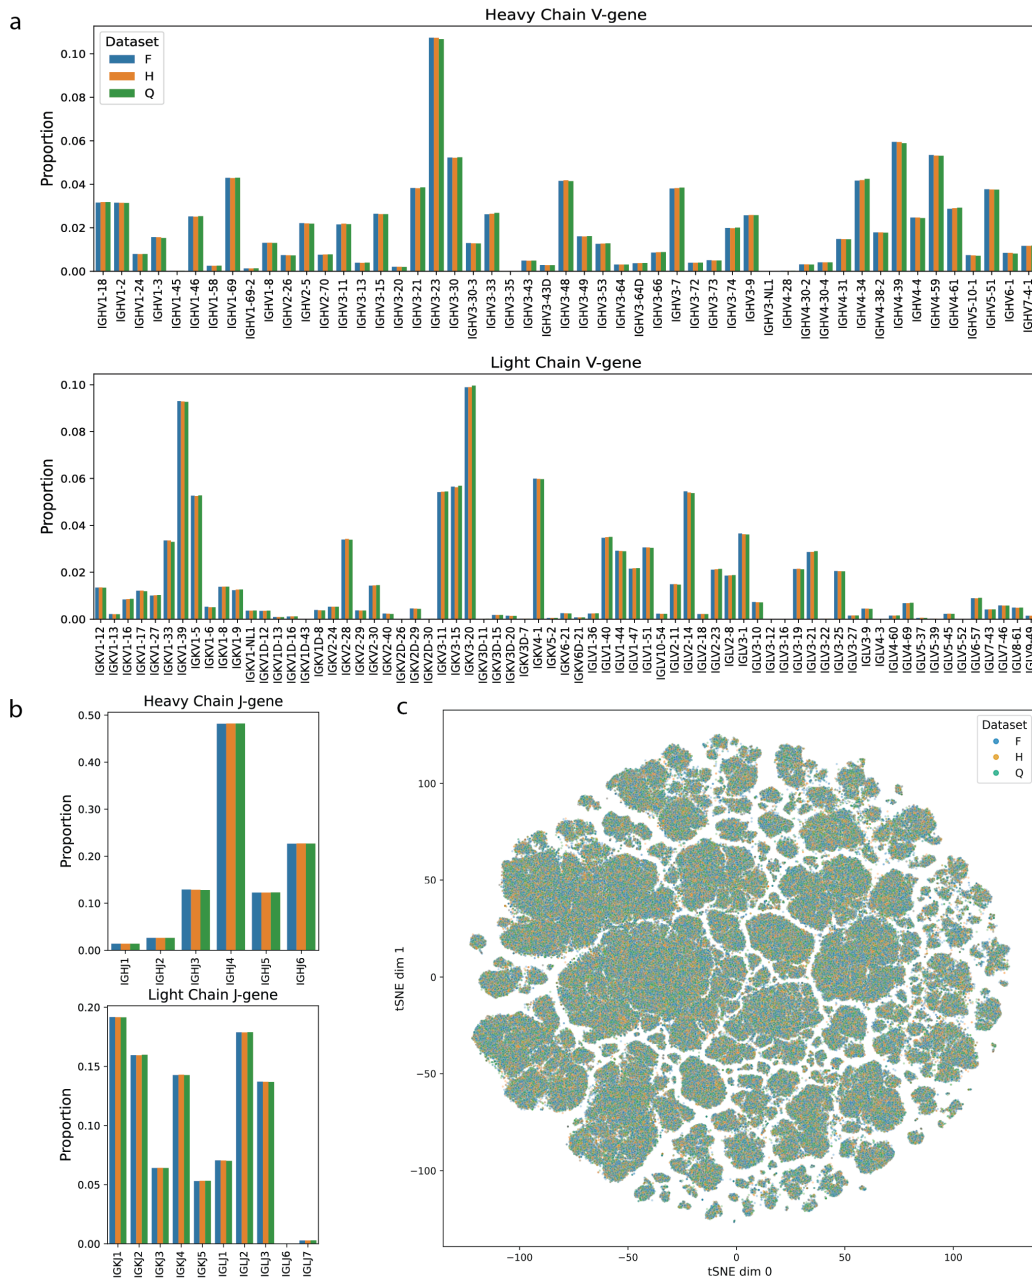 a
Heavy Chain V-gene
Dataset
F
H
Q
Proportion
0.10
0.08
0.06
0.04
0.02
0.00
IGHV1-18
IGHV1-2
IGHV1-24
IGHV1-3
IGHV1-45
IGHV1-46
IGHV1-58
IGHV1-69
IGHV1-69-2
IGHV1-8
IGHV2-26
IGHV2-5
IGHV2-70
IGHV3-11
IGHV3-13
IGHV3-15
IGHV3-20
IGHV3-21
IGHV3-23
IGHV3-30
IGHV3-30-3
IGHV3-33
IGHV3-35
IGHV3-43
IGHV3-43D
IGHV3-48
IGHV3-49
IGHV3-53
IGHV3-64
IGHV3-64D
IGHV3-66
IGHV3-7
IGHV3-72
IGHV3-73
IGHV3-74
IGHV3-9
IGHV3-NL1
IGHV4-28
IGHV4-30-2
IGHV4-30-4
IGHV4-31
IGHV4-34
IGHV4-38-2
IGHV4-39
IGHV4-4
IGHV4-59
IGHV4-61
IGHV5-10-1
IGHV5-51
IGHV6-1
IGHV7-4-1
Light Chain V-gene
Proportion
0.10
0.08
0.06
0.04
0.02
0.00
IGKV1-12
IGKV1-13
IGKV1-16
IGKV1-17
IGKV1-27
IGKV1-33
IGKV1-39
IGKV1-5
IGKV1-6
IGKV1-8
IGKV1-9
IGKV1-NL1
IGKV1D-12
IGKV1D-13
IGKV1D-16
IGKV1D-43
IGKV1D-8
IGKV2-24
IGKV2-28
IGKV2-29
IGKV2-30
IGKV2-40
IGKV2D-26
IGKV2D-29
IGKV2D-30
IGKV3-11
IGKV3-15
IGKV3-20
IGKV3D-11
IGKV3D-15
IGKV3D-20
IGKV3D-7
IGKV4-1
IGKV5-2
IGKV6-21
IGKV6D-21
IGLV1-36
IGLV1-40
IGLV1-44
IGLV1-47
IGLV1-51
IGLV10-54
IGLV2-11
IGLV2-14
IGLV2-18
IGLV2-23
IGLV2-8
IGLV3-1
IGLV3-10
IGLV3-12
IGLV3-16
IGLV3-19
IGLV3-21
IGLV3-22
IGLV3-25
IGLV3-27
IGLV3-9
IGLV4-3
IGLV4-60
IGLV4-69
IGLV5-37
IGLV5-39
IGLV5-45
IGLV5-52
IGLV6-57
IGLV7-43
IGLV7-46
IGLV8-61
IGLV9-49
b
Heavy Chain J-gene
Proportion
0.50
0.40
0.30
0.20
0.10
0.00
IGHJ1
IGHJ2
IGHJ3
IGHJ4
IGHJ5
IGHJ6
Light Chain J-gene
Proportion
0.20
0.15
0.10
0.05
0.00
IGKJ1
IGKJ2
IGKJ3
IGKJ4
IGKJ5
IGLJ1
IGLJ2
IGLJ3
IGLJ6
IGLJ7
c
Dataset
F
H
Q
tSNE dim 1
100
50
0
−50
−100
−100
−50
0
50
100
tSNE dim 0